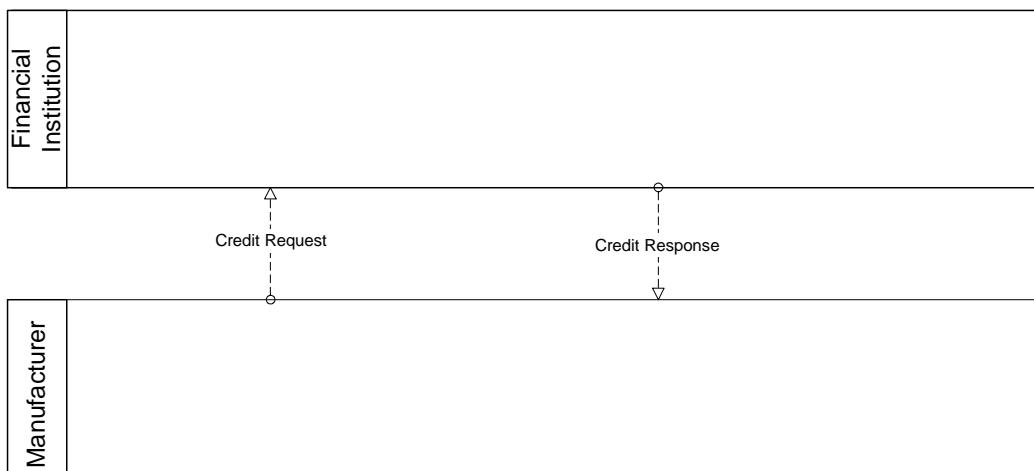 Financial
Institution
Credit Request
Credit Response
Manufacturer